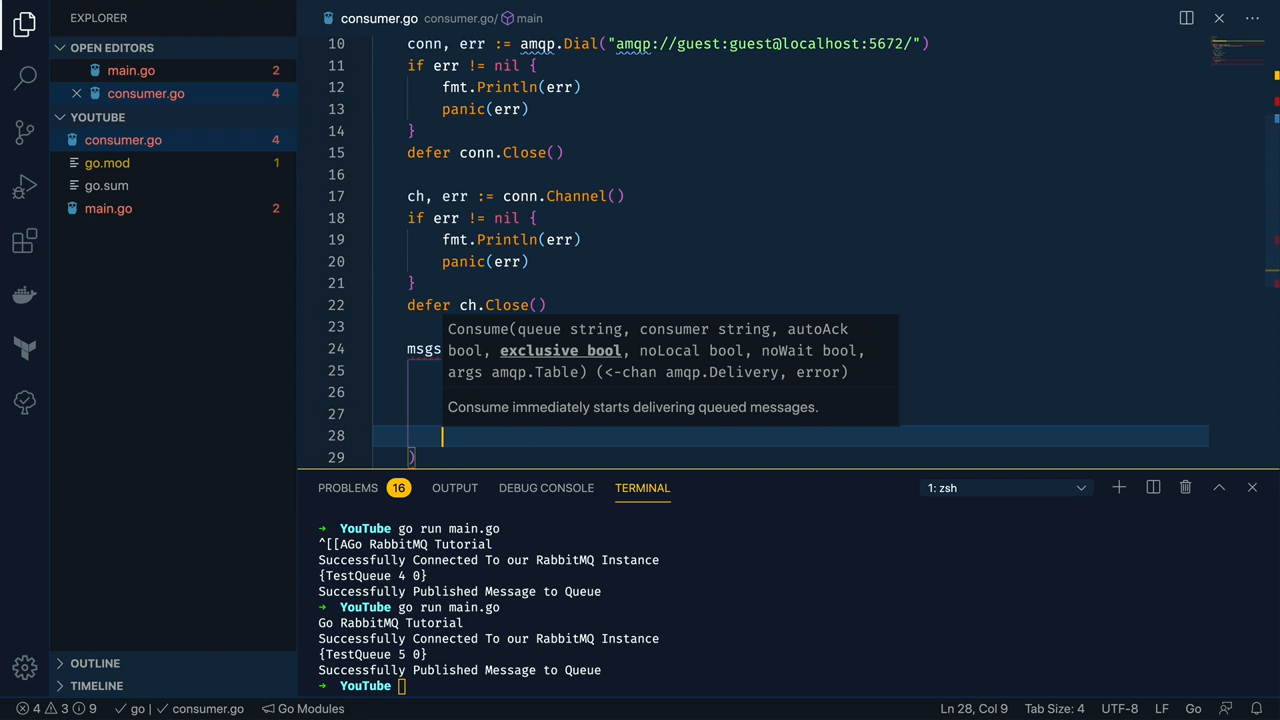 EXPLORER
OPEN EDITORS
main.go 2
consumer.go 4
YOUTUBE
consumer.go 4
go.mod 1
go.sum
main.go 2
OUTLINE
TIMELINE
consumer.go consumer.go/ main
10 conn, err := amqp.Dial("amqp://guest:guest@localhost:5672/")
11 if err != nil {
12 fmt.Println(err)
13 panic(err)
14 }
15 defer conn.Close()
16
17 ch, err := conn.Channel()
18 if err != nil {
19 fmt.Println(err)
20 panic(err)
21 }
22 defer ch.Close()
23
24 msgs
25
26
27
28
29 )
Consume(queue string, consumer string, autoAck
bool, exclusive bool, noLocal bool, noWait bool,
args amqp.Table) (<-chan amqp.Delivery, error)
Consume immediately starts delivering queued messages.
PROBLEMS 16 OUTPUT DEBUG CONSOLE TERMINAL 1: zsh
→ YouTube go run main.go
^[[AGo RabbitMQ Tutorial
Successfully Connected To our RabbitMQ Instance
{TestQueue 4 0}
Successfully Published Message to Queue
→ YouTube go run main.go
Go RabbitMQ Tutorial
Successfully Connected To our RabbitMQ Instance
{TestQueue 5 0}
Successfully Published Message to Queue
→ YouTube
4 3 9 go | consumer.go Go Modules Ln 28, Col 9 Tab Size: 4 UTF-8 LF Go